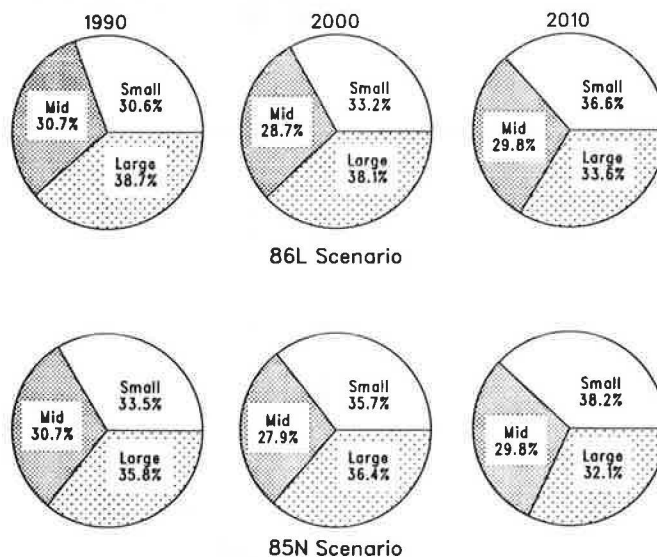 1990
2000
2010
Small
30.6%
Mid
30.7%
Large
38.7%
Small
33.2%
Mid
28.7%
Large
38.1%
Small
36.6%
Mid
29.8%
Large
33.6%
86L Scenario
Small
33.5%
Mid
30.7%
Large
35.8%
Small
35.7%
Mid
27.9%
Large
36.4%
Small
38.2%
Mid
29.8%
Large
32.1%
85N Scenario